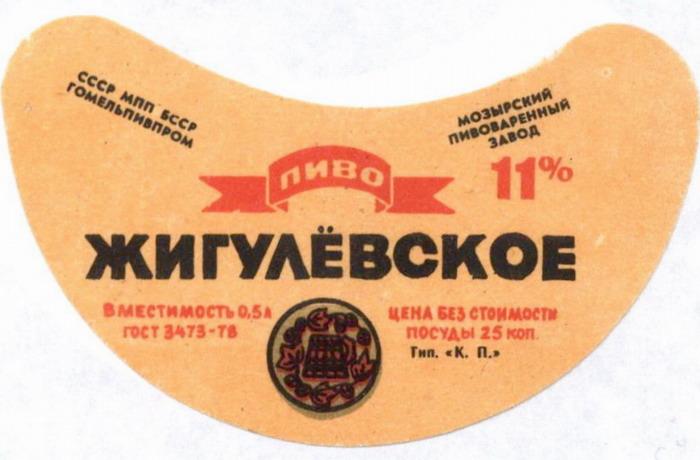 СССР МПП БССР
ГОМЕЛЬПИВПРОМ
МОЗЫРСКИЙ
ПИВОВАРЕННЫЙ
ЗАВОД
11%
ПИВО
ЖИГУЛЁВСКОЕ
ВМЕСТИМОСТЬ 0,5 Л
ГОСТ 3473-78
ЦЕНА БЕЗ СТОИМОСТИ
ПОСУДЫ 25 КОП.
Тип. «К. П.»